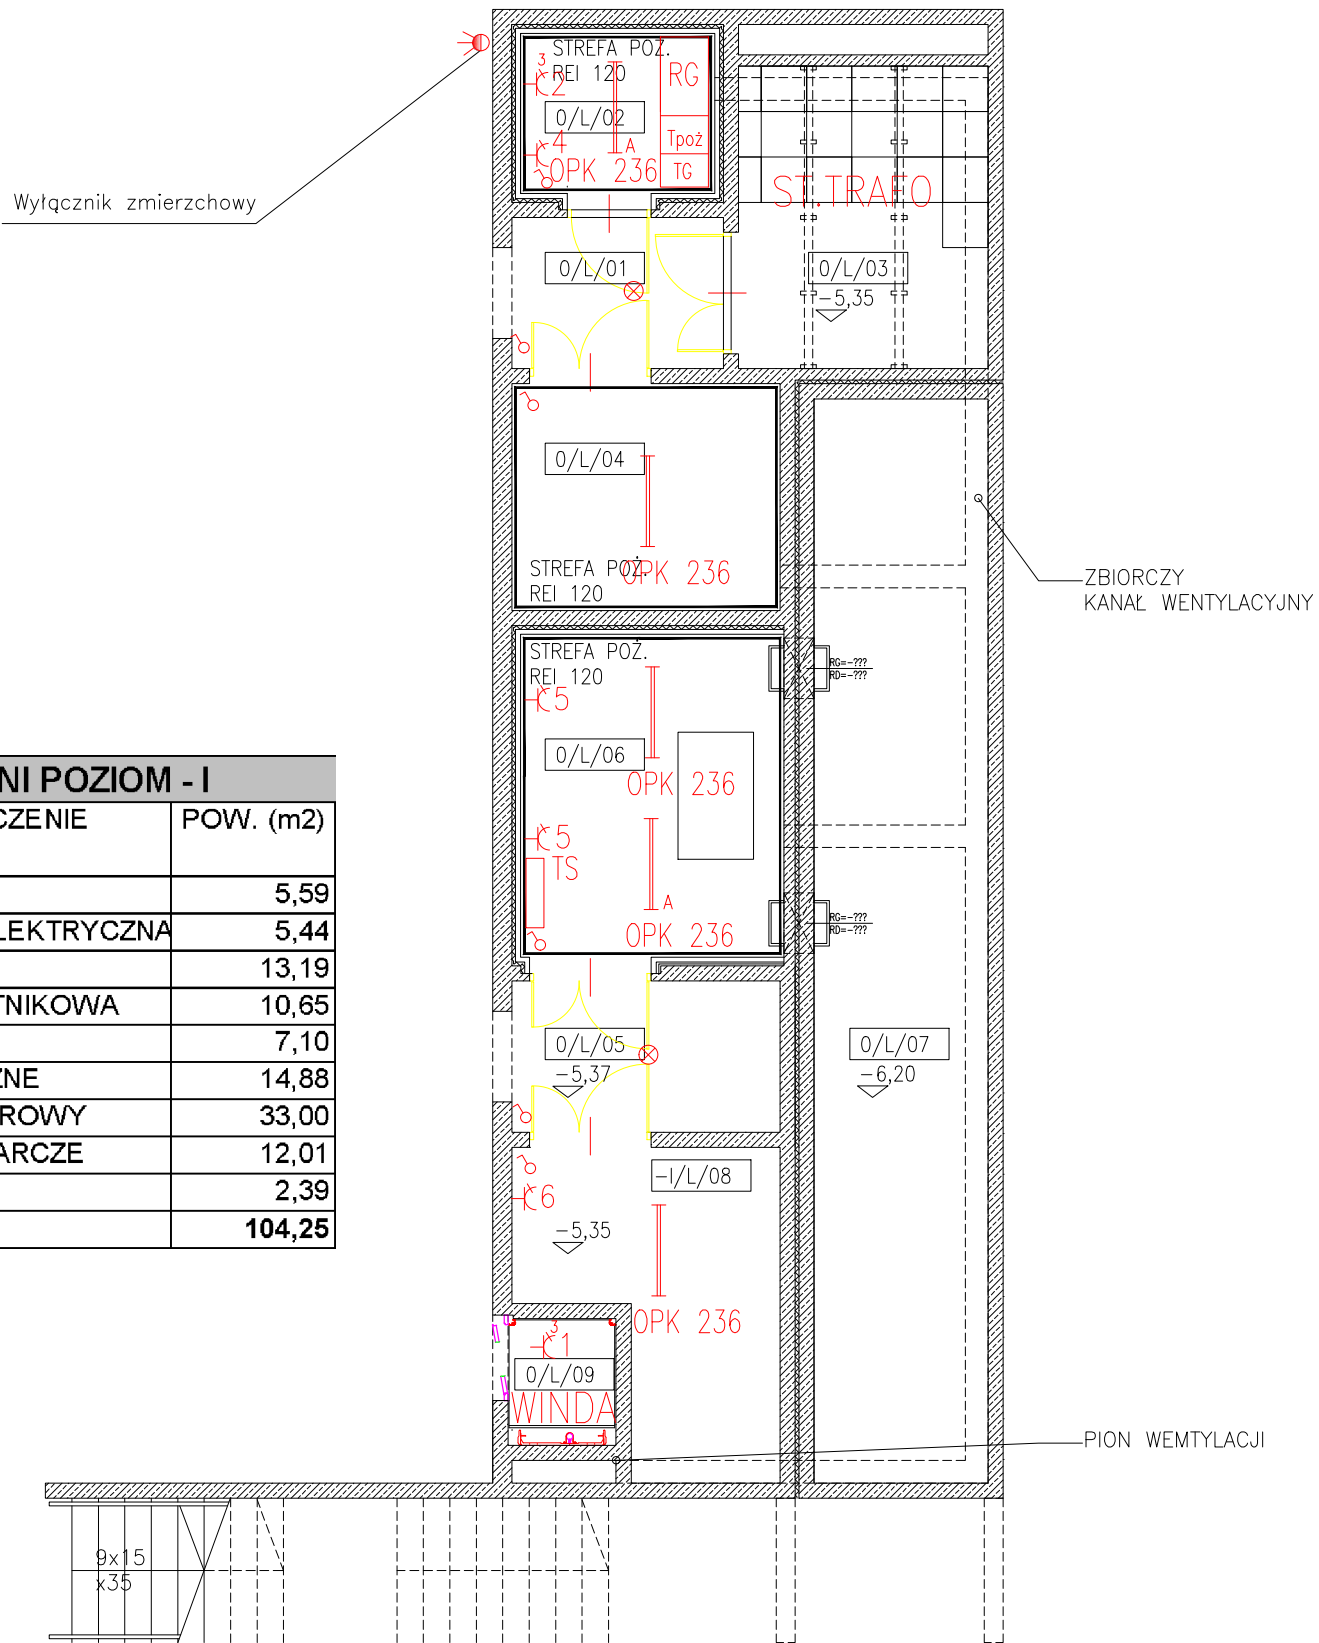 STREFA POŻ.
REI 120
3
2
RG
0/L/02
4
A
Tpoż
OPK 236
TG
ST.TRAFO
Wyłącznik zmierzchowy
0/L/01
0/L/03
-5,35
0/L/04
STREFA POŻ.
OPK 236
REI 120
ZBIORCZY
KANAŁ WENTYLACYJNY
STREFA POŻ.
REI 120
RG=-???
RD=-???
5
0/L/06
OPK 236
5
TS
A
OPK 236
RG=-???
RD=-???
NI POZIOM - I
CZENIE POW. (m2)
5,59
LEKTRYCZNA 5,44
13,19
TNIKOWA 10,65
7,10
ZNE 14,88
ROWY 33,00
ARCZE 12,01
2,39
104,25
0/L/05
-5,37
0/L/07
-6,20
-I/L/08
6
-5,35
OPK 236
3
1
0/L/09
WINDA
PION WEMTYLACJI
9x15
x35